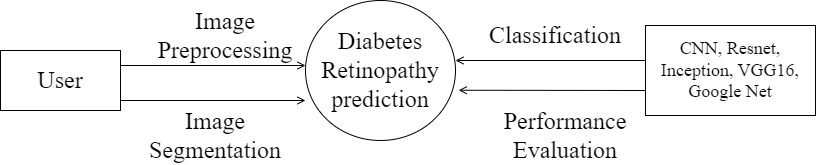 User
Image
Preprocessing
Image
Segmentation
Diabetes
Retinopathy
prediction
Classification
Performance
Evaluation
CNN, Resnet,
Inception, VGG16,
Google Net